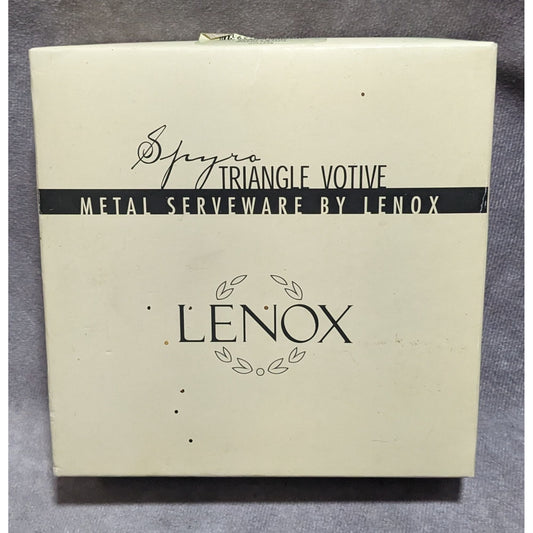 Spyro
TRIANGLE VOTIVE
METAL SERVEWARE BY LENOX
LENOX